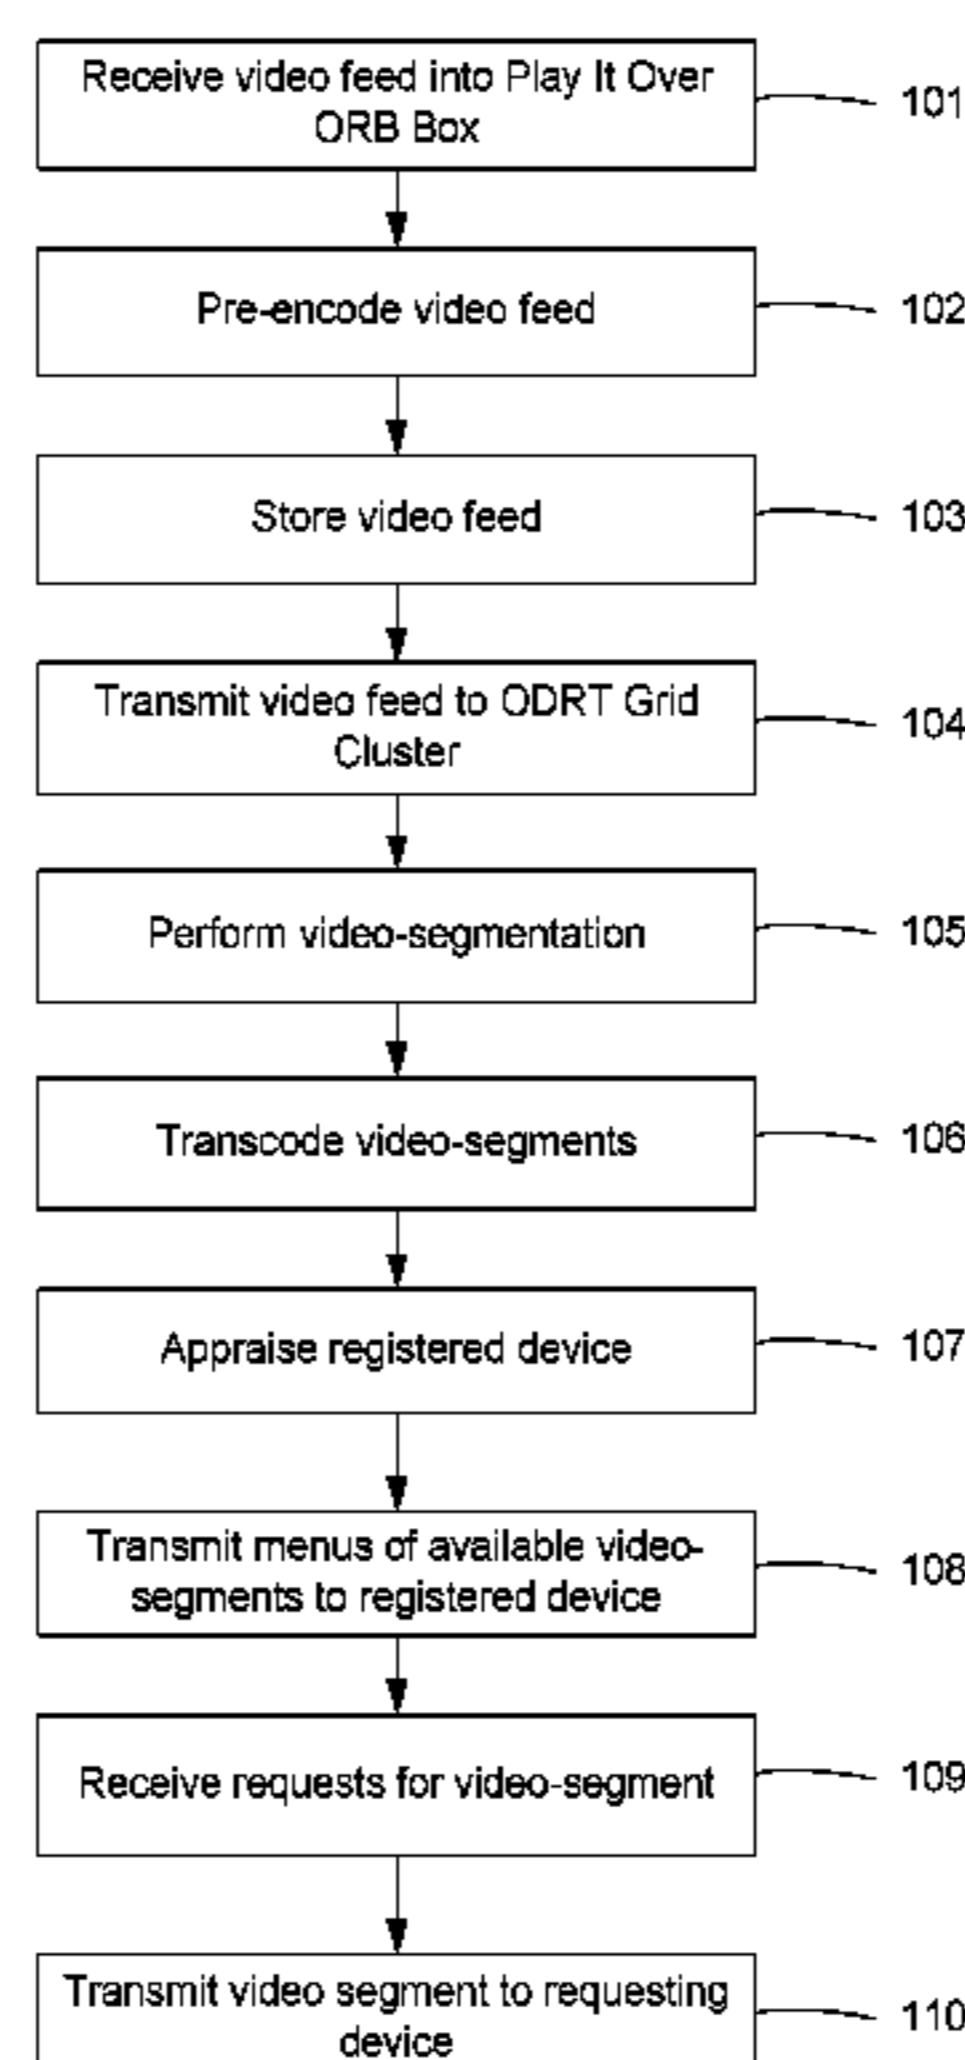 Receive video feed into Play It Over
ORB Box
101
Pre-encode video feed
102
Store video feed
103
Transmit video feed to ODRT Grid
Cluster
104
Perform video-segmentation
105
Transcode video-segments
106
Appraise registered device
107
Transmit menus of available video-
segments to registered device
108
Receive requests for video-segment
109
Transmit video segment to requesting
device
110